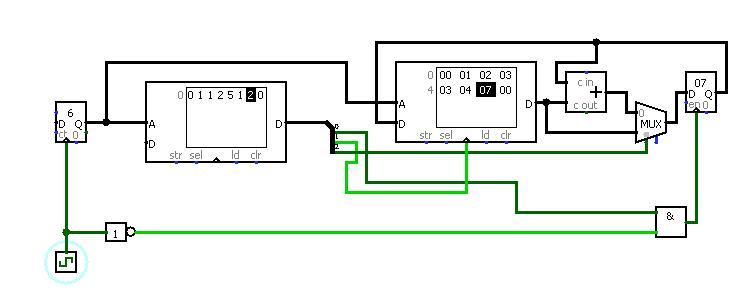 6
D Q
ct 0
0 0 1 1 2 5 1 2 0
A
D
D
str sel ld clr
0
1
2
0 00 01 02 03
4 03 04 07 00
A
D
D
str sel ld clr
c in
+
c out
0
MUX
07
D Q
en 0
1
&